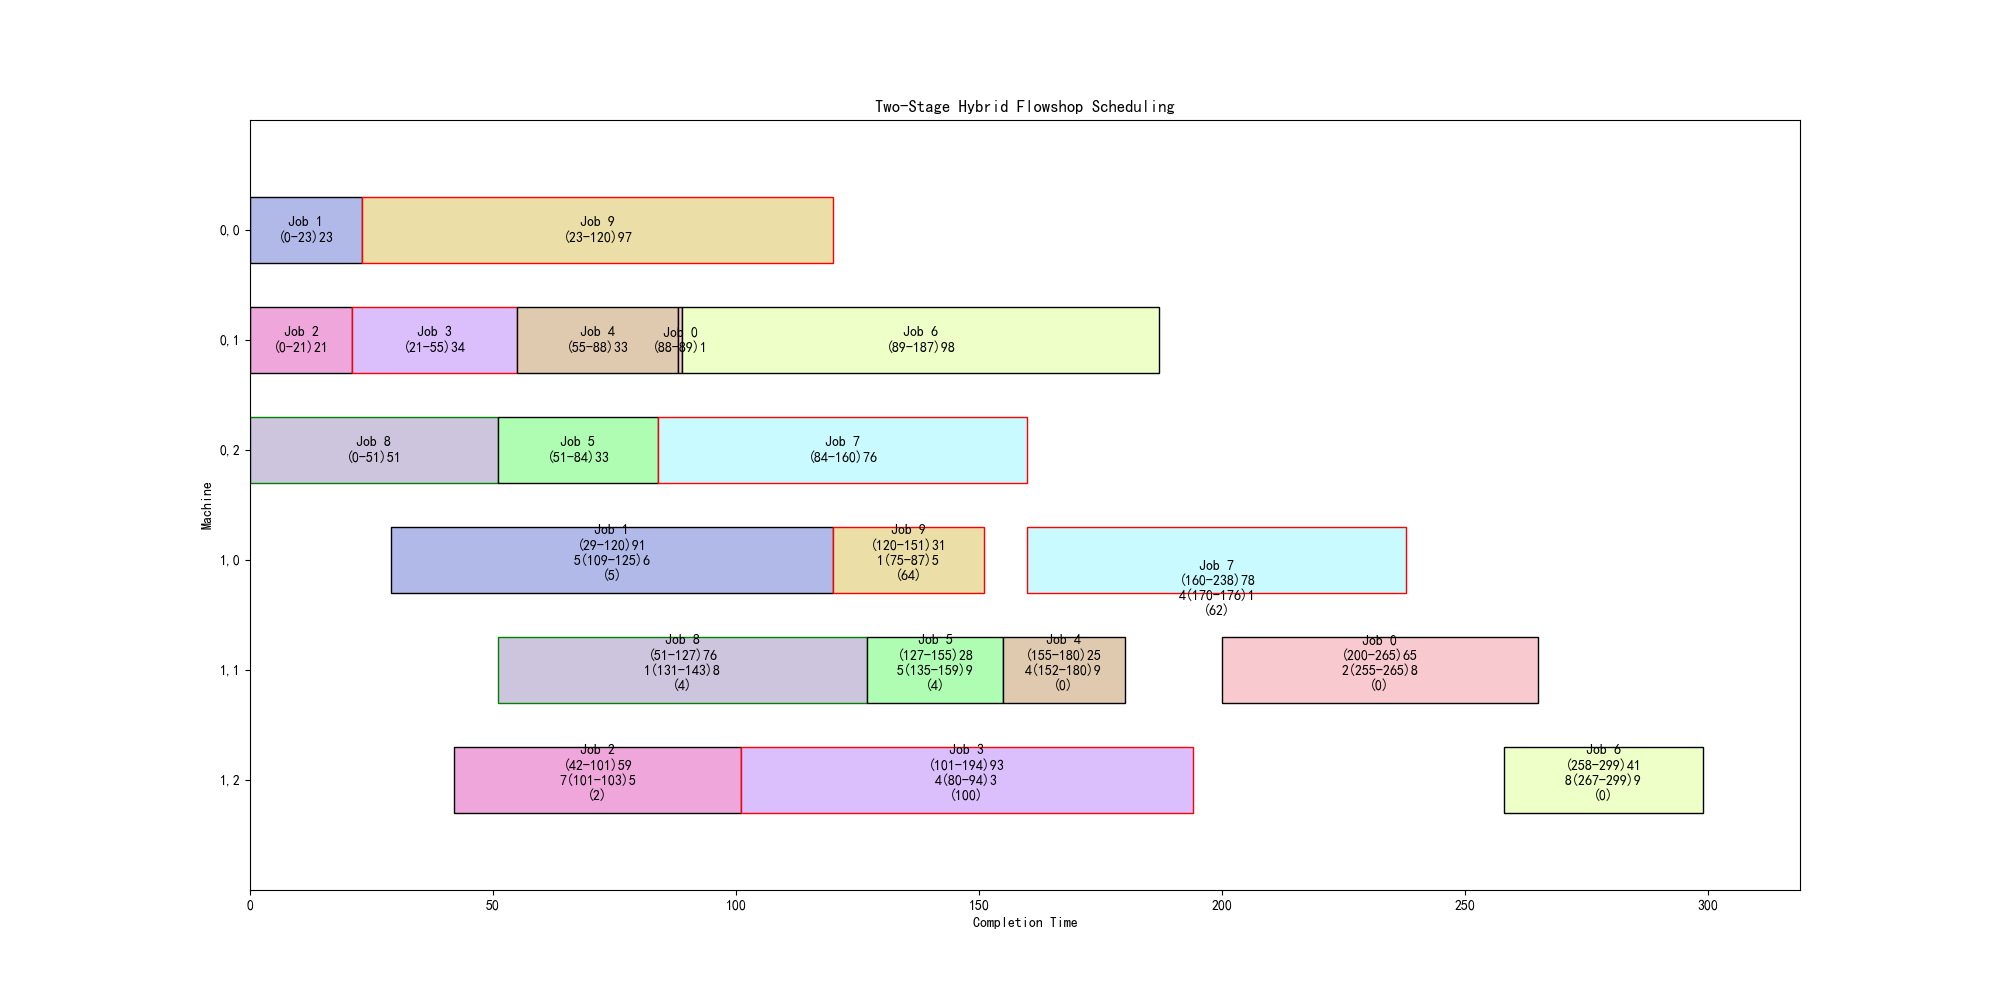 Two-Stage Hybrid Flowshop Scheduling
0,0
Job 1
(0-23)23
Job 9
(23-120)97
0,1
Job 2
(0-21)21
Job 3
(21-55)34
Job 4
(55-88)33
Job 0
(88-89)1
Job 6
(89-187)98
0,2
Job 8
(0-51)51
Job 5
(51-84)33
Job 7
(84-160)76
Machine
1,0
Job 1
(29-120)91
5(109-125)6
(5)
Job 9
(120-151)31
1(75-87)5
(64)
Job 7
(160-238)78
4(170-176)1
(62)
1,1
Job 8
(51-127)76
1(131-143)8
(4)
Job 5
(127-155)28
5(135-159)9
(4)
Job 4
(155-180)25
4(152-180)9
(0)
Job 0
(200-265)65
2(255-265)8
(0)
1,2
Job 2
(42-101)59
7(101-103)5
(2)
Job 3
(101-194)93
4(80-94)3
(100)
Job 6
(258-299)41
8(267-299)9
(0)
0
50
100
150
200
250
300
Completion Time